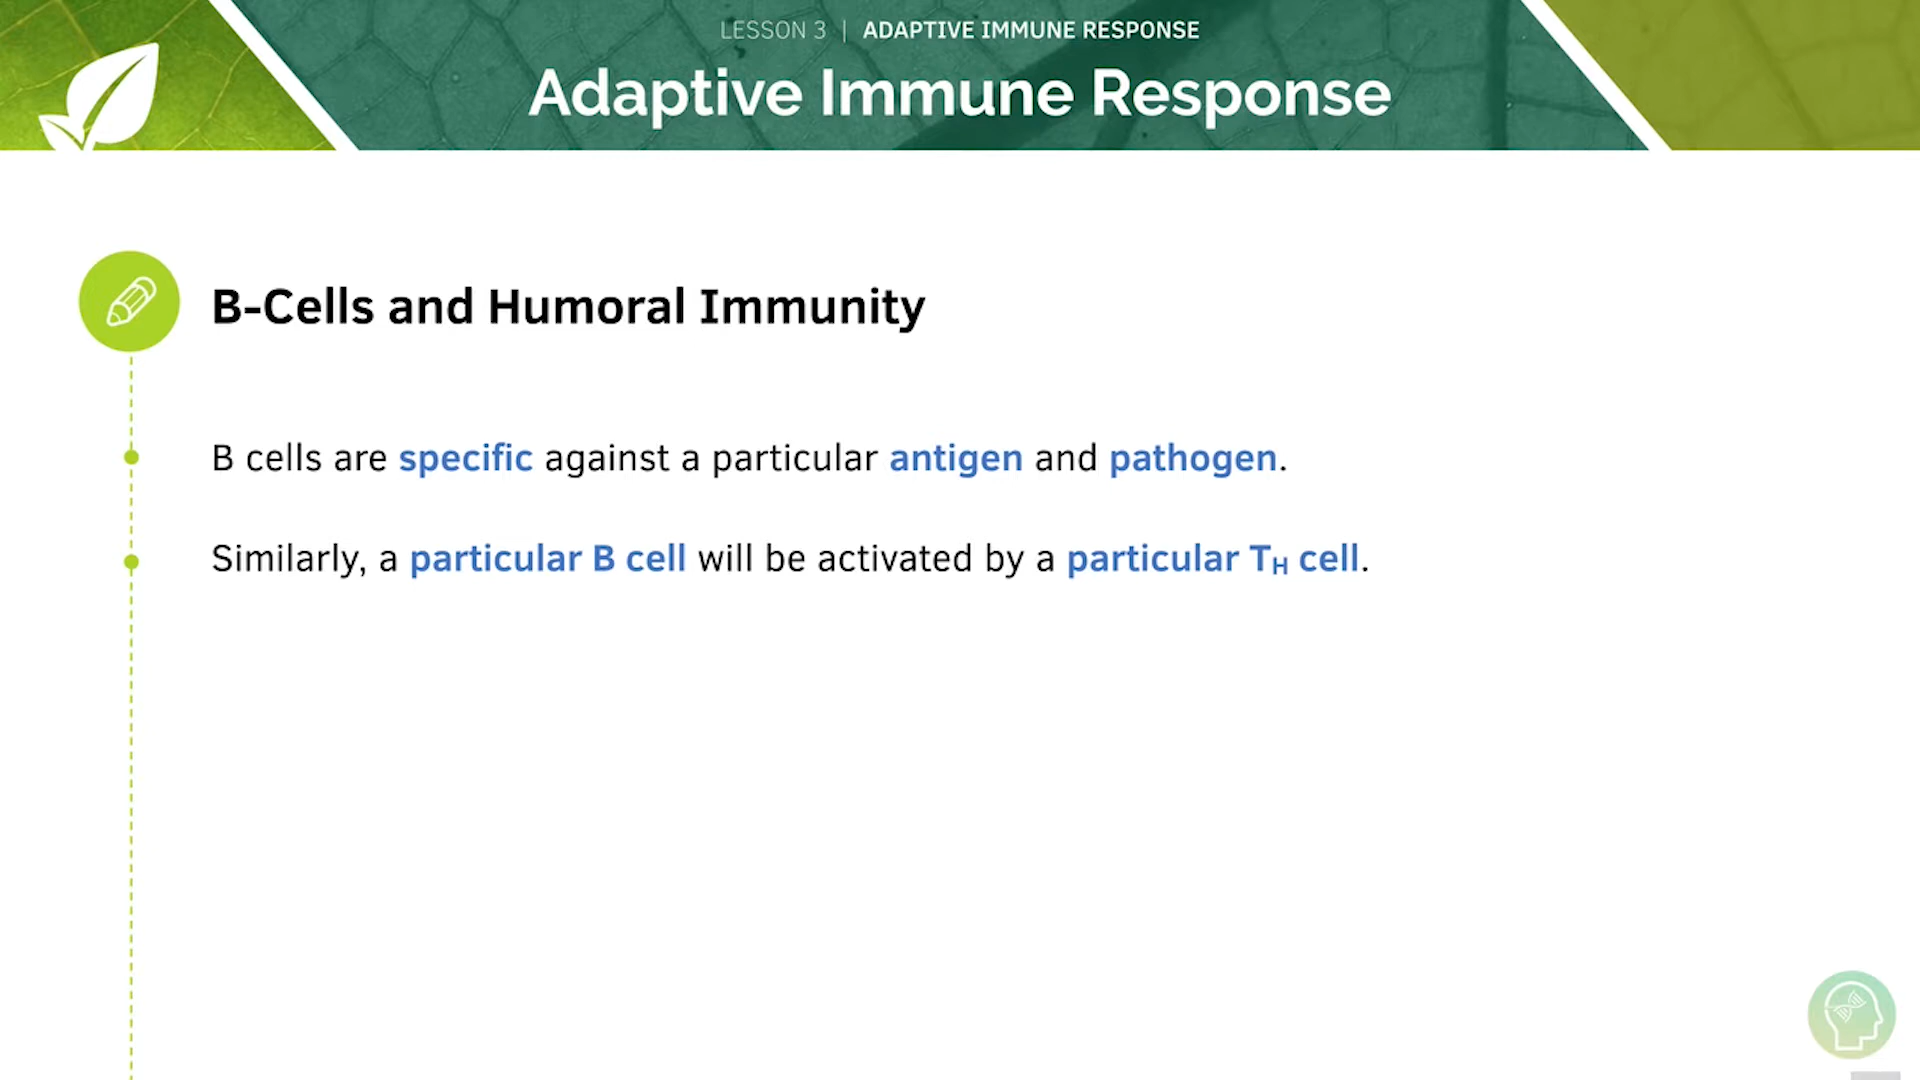 LESSON 3 | ADAPTIVE IMMUNE RESPONSE
Adaptive Immune Response
B-Cells and Humoral Immunity
B cells are specific against a particular antigen and pathogen.
Similarly, a particular B cell will be activated by a particular T_H cell.